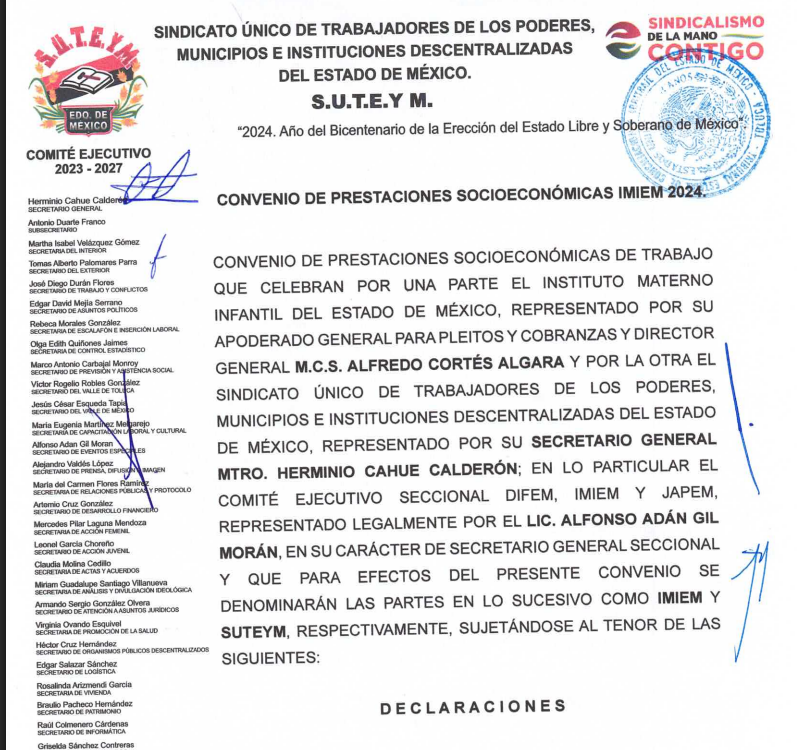 S.U.T.E.Y M
EDO. DE
MÉXICO
SINDICATO ÚNICO DE TRABAJADORES DE LOS PODERES,
MUNICIPIOS E INSTITUCIONES DESCENTRALIZADAS
DEL ESTADO DE MÉXICO.
S.U.T.E.Y M.
SINDICALISMO
DE LA MANO
CONTIGO
"2024. Año del Bicentenario de la Erección del Estado Libre y Soberano de México".
COMITÉ EJECUTIVO
2023 - 2027
Herminio Cahue Calderón
SECRETARIO GENERAL
Antonio Duarte Franco
SUBSECRETARIO
Martha Isabel Velázquez Gómez
SECRETARIA DEL INTERIOR
Tomas Alberto Palomares Parra
SECRETARIO DEL EXTERIOR
José Diego Durán Flores
SECRETARIO DE TRABAJO Y CONFLICTOS
Edgar David Mejia Serrano
SECRETARIO DE ASUNTOS POLÍTICOS
Rebeca Morales González
SECRETARIA DE ESCALAFÓN E INSERCIÓN LABORAL
Olga Edith Quiñones Jaimes
SECRETARIA DE CONTROL ESTADÍSTICO
Marco Antonio Carbajal Monroy
SECRETARIO DE PREVISIÓN Y ASISTENCIA SOCIAL
Víctor Rogelio Robles González
SECRETARIO DEL VALLE DE TOLUCA
Jesús César Esqueda Tapia
SECRETARIO DEL VALLE DE MÉXICO
Maria Eugenia Martínez Melgarejo
SECRETARÍA DE CAPACITACIÓN LABORAL Y CULTURAL
Alfonso Adan Gil Moran
SECRETARIO DE EVENTOS ESPECIALES
Alejandro Valdés López
SECRETARIO DE PRENSA, DIFUSIÓN E IMAGEN
Maria del Carmen Flores Ramírez
SECRETARIA DE RELACIONES PÚBLICAS Y PROTOCOLO
Artemio Cruz González
SECRETARIO DE DESARROLLO FINANCIERO
Mercedes Pilar Laguna Mendoza
SECRETARIA DE ACCIÓN FEMENIL
Leonel García Choreño
SECRETARIO DE ACCIÓN JUVENIL
Claudia Molina Cedillo
SECRETARIA DE ACTAS Y ACUERDOS
Miriam Guadalupe Santiago Villanueva
SECRETARIA DE ANÁLISIS Y DIVULGACIÓN IDEOLÓGICA
Armando Sergio González Olvera
SECRETARIO DE ATENCIÓN A ASUNTOS JURÍDICOS
Virginia Ovando Esquivel
SECRETARIA DE PROMOCIÓN DE LA SALUD
Héctor Cruz Hernández
SECRETARIO DE ORGANISMOS PÚBLICOS DESCENTRALIZADOS
Edgar Salazar Sánchez
SECRETARIO DE LOGÍSTICA
Rosalinda Arizmendi García
SECRETARIA DE VIVIENDA
Braulio Pacheco Hernández
SECRETARIO DE PATRIMONIO
Raúl Colmenero Cárdenas
SECRETARIO DE INFORMÁTICA
Griselda Sánchez Contreras
CONVENIO DE PRESTACIONES SOCIOECONÓMICAS IMIEM 2024.
CONVENIO DE PRESTACIONES SOCIOECONÓMICAS DE TRABAJO
QUE CELEBRAN POR UNA PARTE EL INSTITUTO MATERNO
INFANTIL DEL ESTADO DE MÉXICO, REPRESENTADO POR SU
APODERADO GENERAL PARA PLEITOS Y COBRANZAS Y DIRECTOR
GENERAL M.C.S. ALFREDO CORTÉS ALGARA Y POR LA OTRA EL
SINDICATO ÚNICO DE TRABAJADORES DE LOS PODERES,
MUNICIPIOS E INSTITUCIONES DESCENTRALIZADAS DEL ESTADO
DE MÉXICO, REPRESENTADO POR SU SECRETARIO GENERAL
MTRO. HERMINIO CAHUE CALDERÓN; EN LO PARTICULAR EL
COMITÉ EJECUTIVO SECCIONAL DIFEM, IMIEM Y JAPEM,
REPRESENTADO LEGALMENTE POR EL LIC. ALFONSO ADÁN GIL
MORÁN, EN SU CARÁCTER DE SECRETARIO GENERAL SECCIONAL
Y QUE PARA EFECTOS DEL PRESENTE CONVENIO SE
DENOMINARÁN LAS PARTES EN LO SUCESIVO COMO IMIEM Y
SUTEYM, RESPECTIVAMENTE, SUJETÁNDOSE AL TENOR DE LAS
SIGUIENTES:
DECLARACIONES